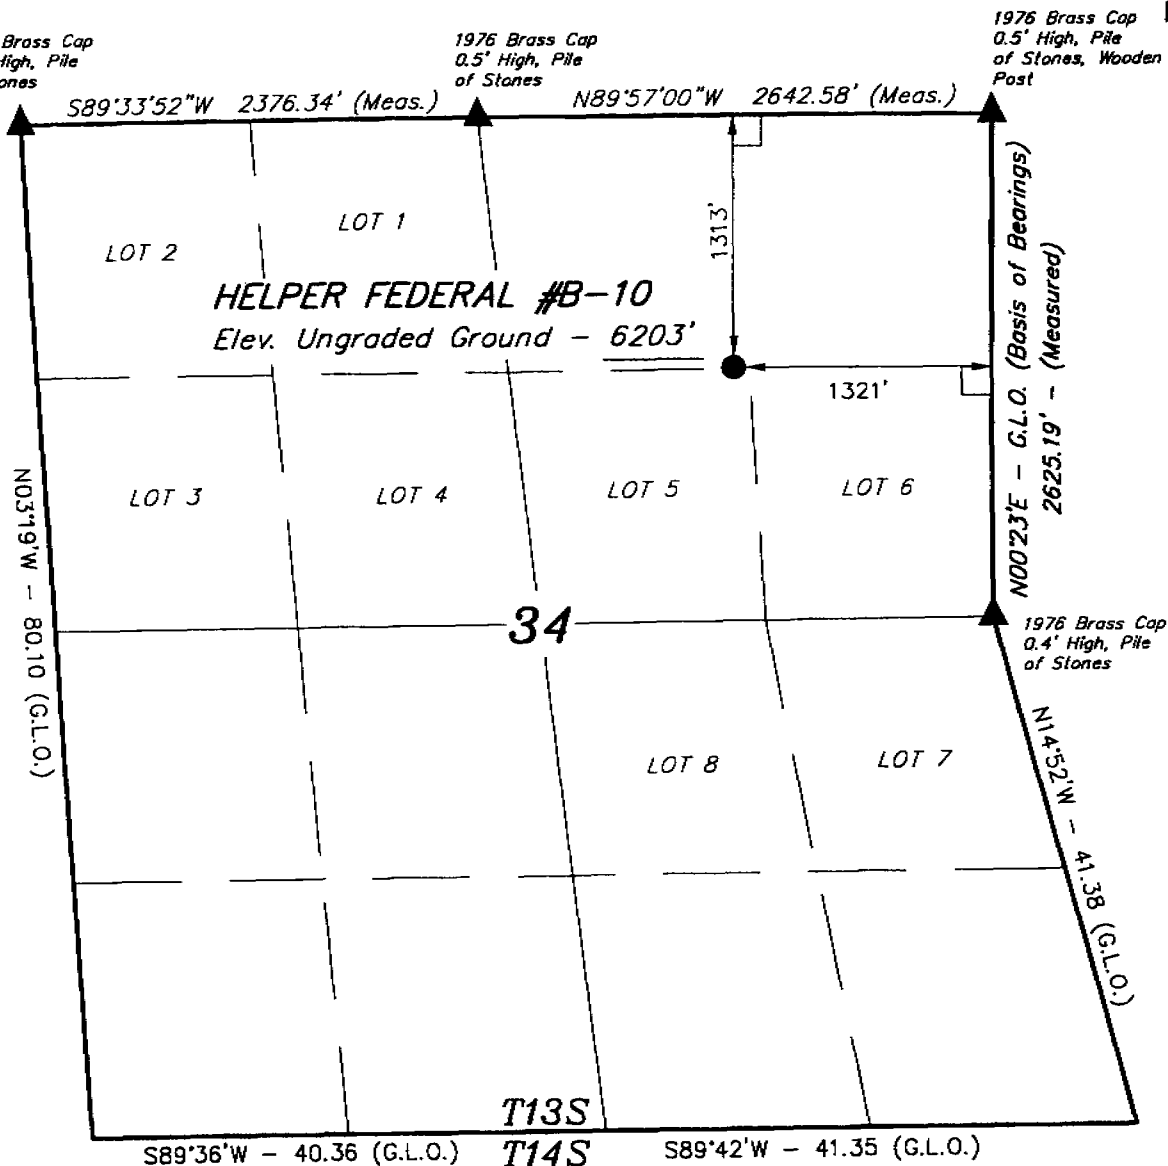 Brass Cap
High, Pile
ones
1976 Brass Cap
0.5' High, Pile
of Stones
1976 Brass Cap
0.5' High, Pile
of Stones, Wooden
Post
S89°33'52"W 2376.34' (Meas.)
N89°57'00"W 2642.58' (Meas.)
LOT 2
LOT 1
1313'
HELPER FEDERAL #B-10
Elev. Ungraded Ground - 6203'
1321'
N00°23'E - G.L.O. (Basis of Bearings)
2625.19' - (Measured)
LOT 3
LOT 4
LOT 5
LOT 6
N03°19'W - 80.10 (G.L.O.)
34
1976 Brass Cap
0.4' High, Pile
of Stones
LOT 8
LOT 7
N14°52'W - 41.38 (G.L.O.)
T13S
S89°36'W - 40.36 (G.L.O.)
T14S
S89°42'W - 41.35 (G.L.O.)